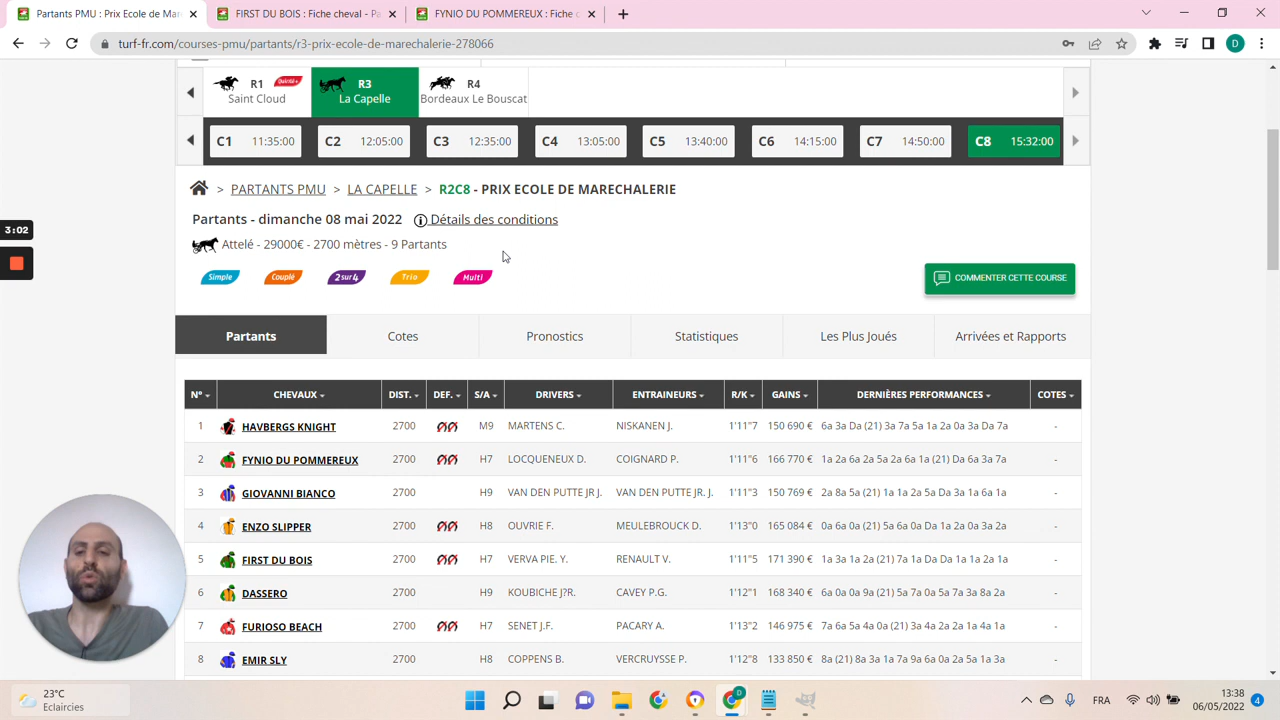 Partants PMU : Prix Ecole de Mar
FIRST DU BOIS : Fiche cheval - Pa
FYNIO DU POMMEREUX : Fiche c
turf-fr.com/courses-pmu/partants/r3-prix-ecole-de-marechalerie-278066
D
R1
Quinté+
Saint Cloud
R3
La Capelle
R4
Bordeaux Le Bouscat
C1 11:35:00
C2 12:05:00
C3 12:35:00
C4 13:05:00
C5 13:40:00
C6 14:15:00
C7 14:50:00
C8 15:32:00
> PARTANTS PMU > LA CAPELLE > R2C8 - PRIX ECOLE DE MARECHALERIE
Partants - dimanche 08 mai 2022 Détails des conditions
3:02
Attelé - 29000€ - 2700 mètres - 9 Partants
Simple Couplé 2sur4 Trio Multi
COMMENTER CETTE COURSE
Partants Cotes Pronostics Statistiques Les Plus Joués Arrivées et Rapports
N° CHEVAUX DIST. DEF. S/A DRIVERS ENTRAINEURS R/K GAINS DERNIÈRES PERFORMANCES COTES
1 HAVBERGS KNIGHT 2700 M9 MARTENS C. NISKANEN J. 1'11"7 150 690 € 6a 3a Da (21) 3a 7a 5a 1a 2a 0a 3a Da 7a -
2 FYNIO DU POMMEREUX 2700 H7 LOCQUENEUX D. COIGNARD P. 1'11"6 166 770 € 1a 2a 6a 2a 5a 2a 6a 1a (21) Da 6a 3a 7a -
3 GIOVANNI BIANCO 2700 H9 VAN DEN PUTTE JR J. VAN DEN PUTTE JR. J. 1'11"3 150 769 € 2a 8a 5a (21) 1a 1a 2a 5a Da 3a 1a 6a 1a -
4 ENZO SLIPPER 2700 H8 OUVRIE F. MEULEBROUCK D. 1'13"0 165 084 € 0a 6a 0a (21) 5a 6a 0a Da 1a 2a 0a 3a 2a -
5 FIRST DU BOIS 2700 H7 VERVA PIE. Y. RENAULT V. 1'11"5 171 390 € 1a 3a 1a 2a (21) 7a 1a Da Da 1a 1a 2a 1a -
6 DASSERO 2700 H9 KOUBICHE J?R. CAVEY P.G. 1'12"1 168 340 € 6a 0a 0a 9a (21) 5a 7a 0a 5a 7a 3a 8a 2a -
7 FURIOSO BEACH 2700 H7 SENET J.F. PACARY A. 1'13"2 146 975 € 7a 6a 5a 4a 0a (21) 3a 4a 2a 2a 1a 4a 1a -
8 EMIR SLY 2700 H8 COPPENS B. VERCRUYSSE P. 1'12"8 133 850 € 8a (21) 8a 3a 1a 7a 9a 6a 0a 2a 5a 1a 3a -
23°C
Éclaircies
D
FRA
13:38
06/05/2022
4